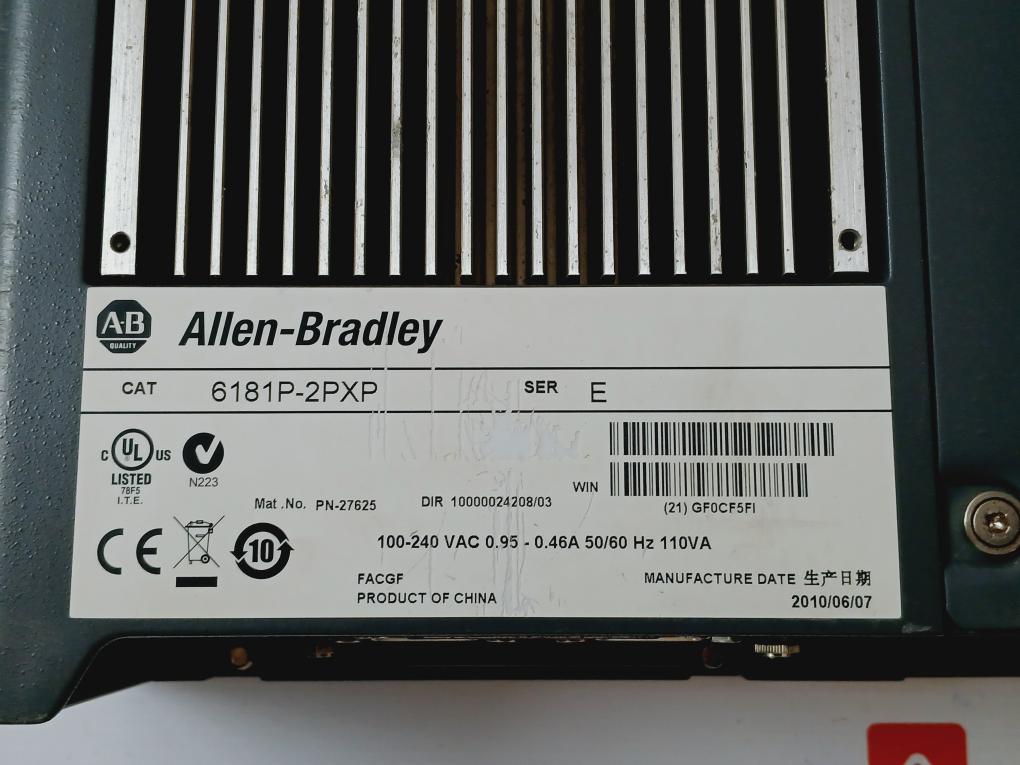 A-B
QUALITY
Allen-Bradley
CAT 6181P-2PXP SER E
C UL US
LISTED
78F5
I.T.E.
N223
Mat.No. PN-27625 DIR 10000024208/03 WIN
(21) GF0CF5FI
CE 10 100-240 VAC 0.95 - 0.46A 50/60 Hz 110VA
FACGF MANUFACTURE DATE 生产日期
PRODUCT OF CHINA 2010/06/07